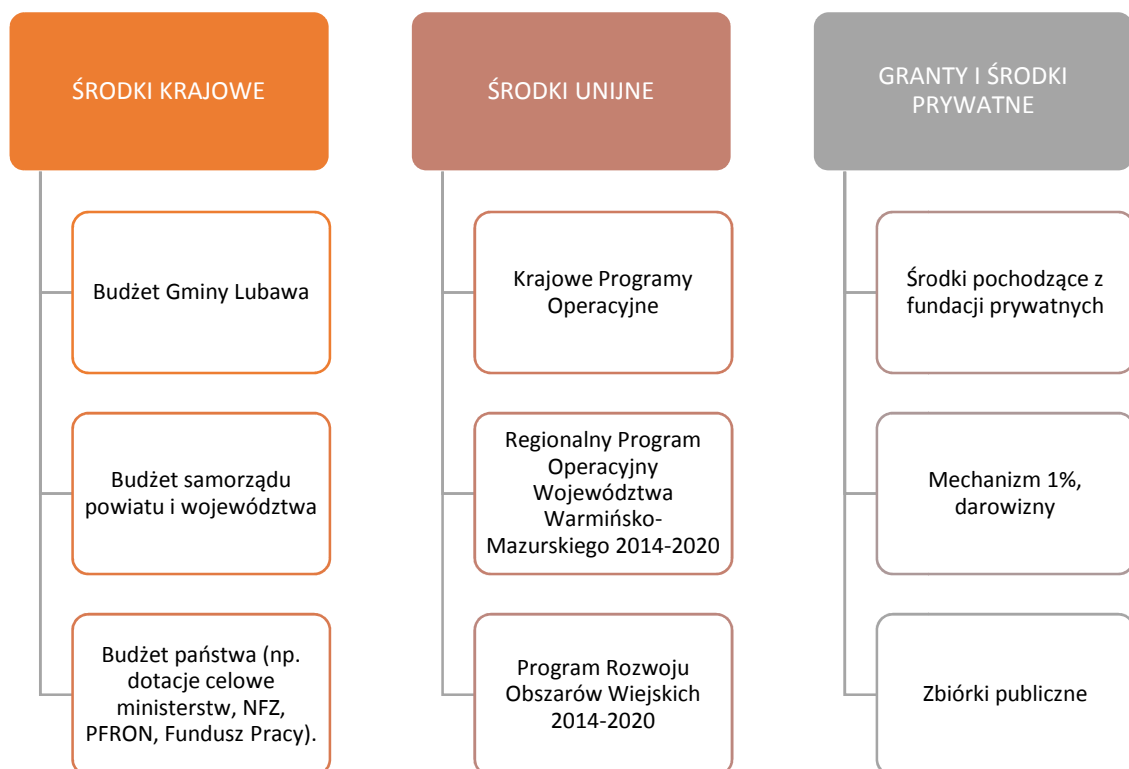 ŚRODKI KRAJOWE
Budżet Gminy Lubawa
Budżet samorządu
powiatu i województwa
Budżet państwa (np.
dotacje celowe
ministerstw, NFZ,
PFRON, Fundusz Pracy).
ŚRODKI UNIJNE
Krajowe Programy
Operacyjne
Regionalny Program
Operacyjny
Województwa
Warmińsko-
Mazurskiego 2014-2020
Program Rozwoju
Obszarów Wiejskich
2014-2020
GRANTY I ŚRODKI
PRYWATNE
Środki pochodzące z
fundacji prywatnych
Mechanizm 1%,
darowizny
Zbiórki publiczne